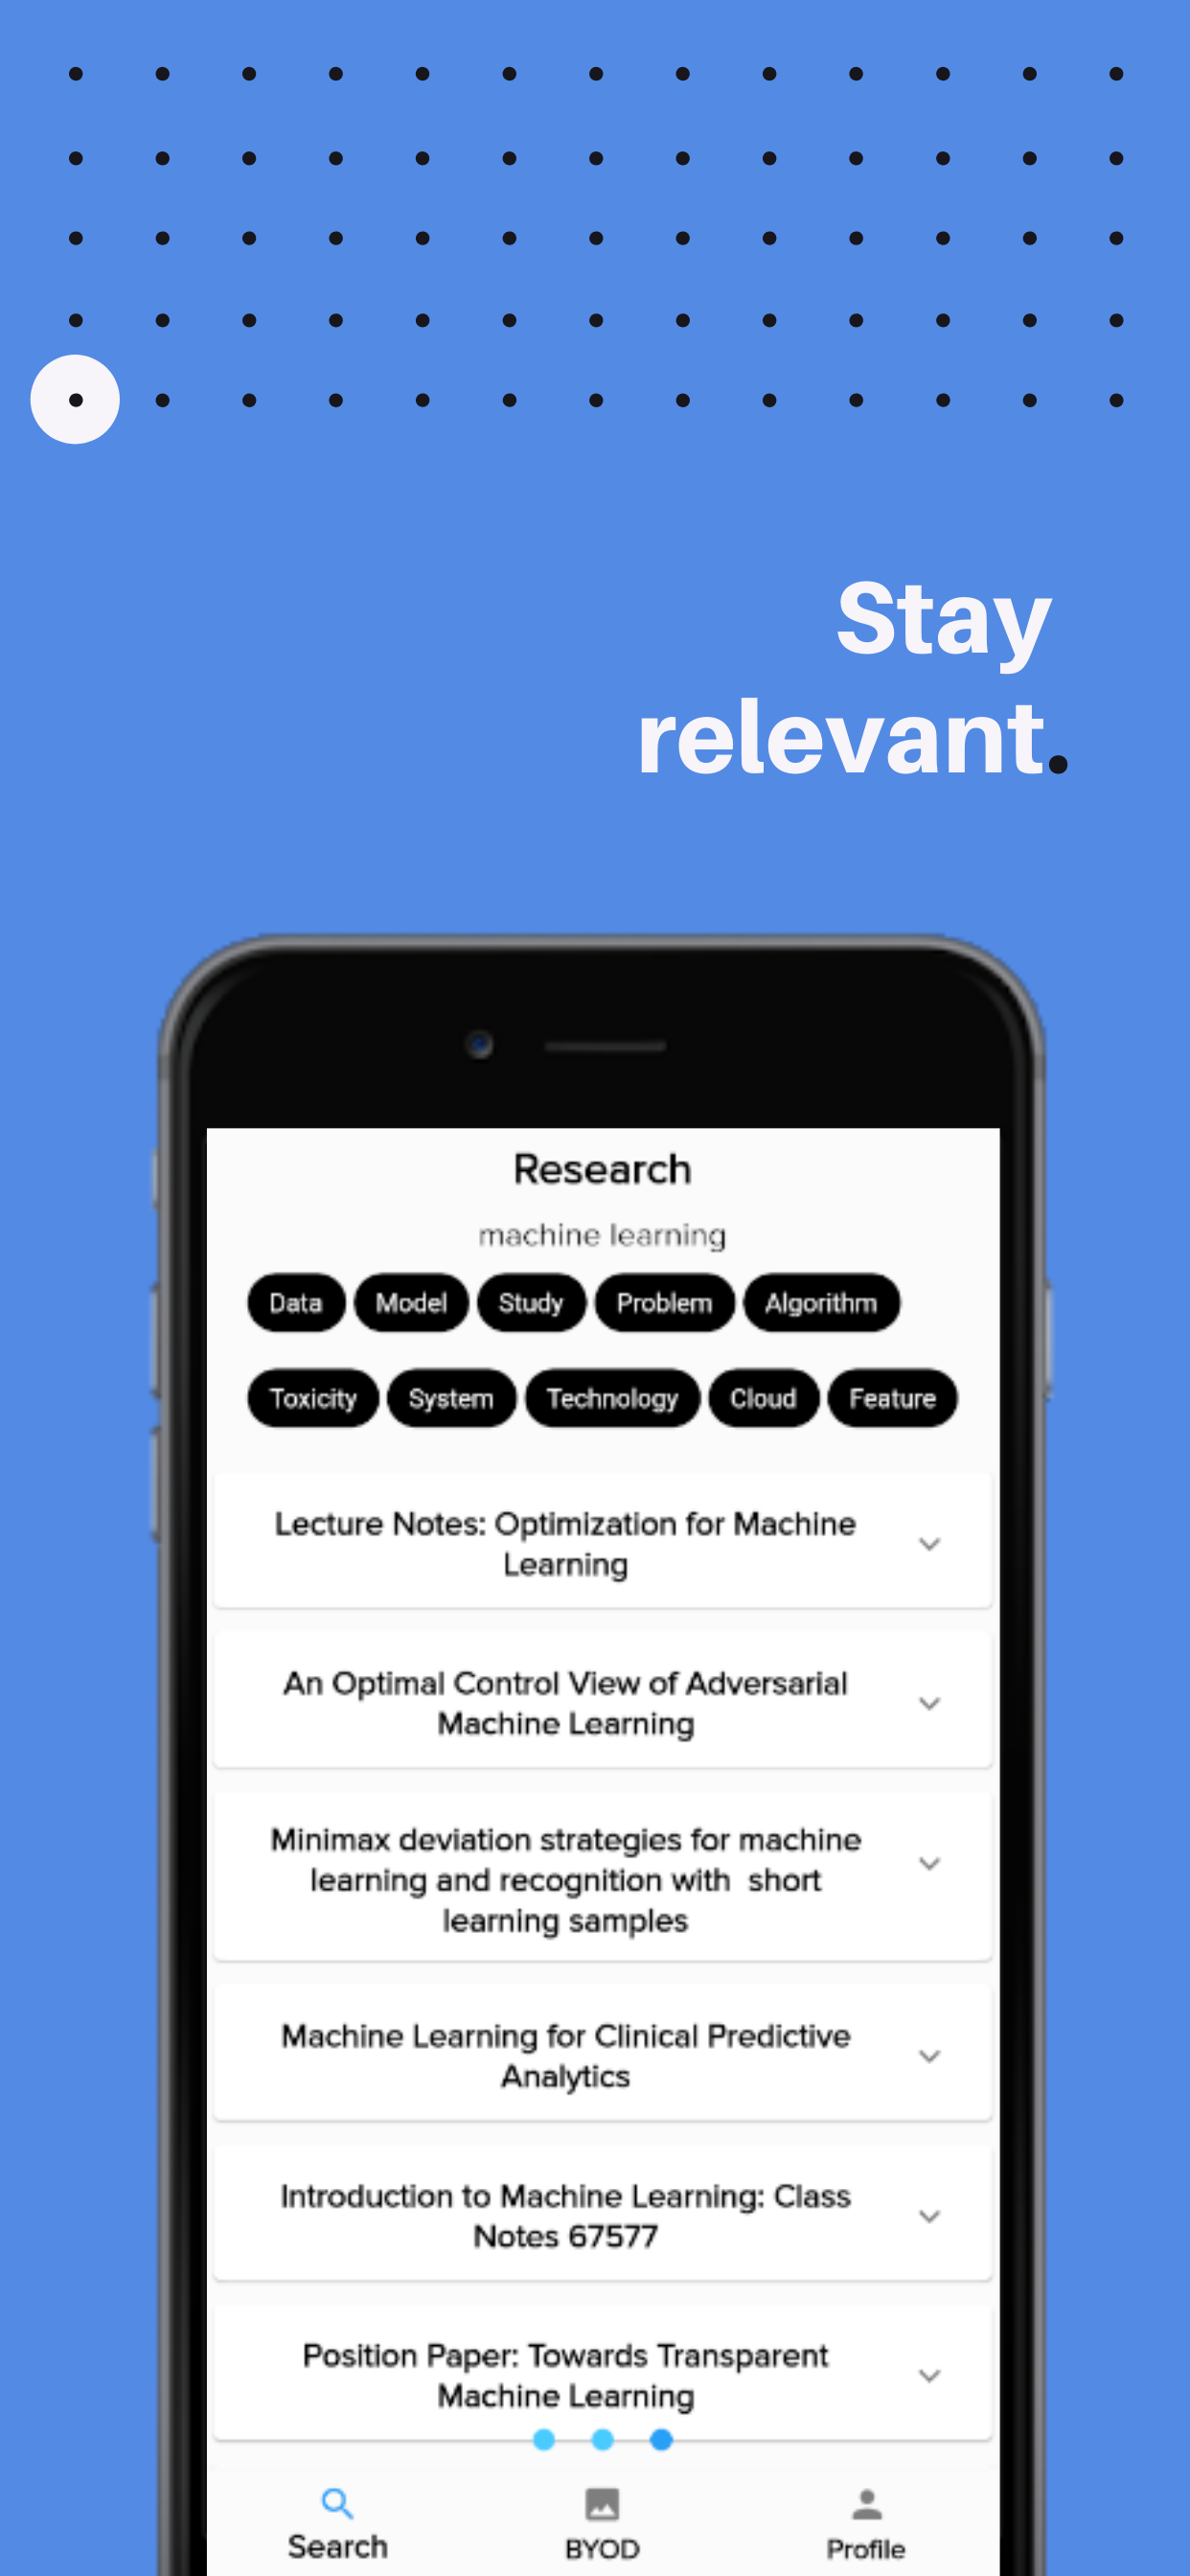 Stay
relevant.
Research
machine learning
Data Model Study Problem Algorithm
Toxicity System Technology Cloud Feature
Lecture Notes: Optimization for Machine
Learning
An Optimal Control View of Adversarial
Machine Learning
Minimax deviation strategies for machine
learning and recognition with  short
learning samples
Machine Learning for Clinical Predictive
Analytics
Introduction to Machine Learning: Class
Notes 67577
Position Paper: Towards Transparent
Machine Learning
Search BYOD Profile